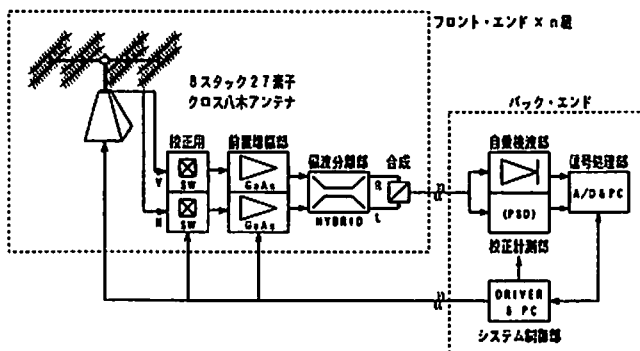 フロント・エンド×n組
8スタック27素子
クロス八木アンテナ
バック・エンド
校正用
前置増幅部
偏波分離部
合成
自乗検波部
信号処理部
V
SW
GaAs
R
A/D&PC
H
SW
GaAs
HYBRID
L
(PSD)
校正計測部
DRIVER
& PC
システム制御部